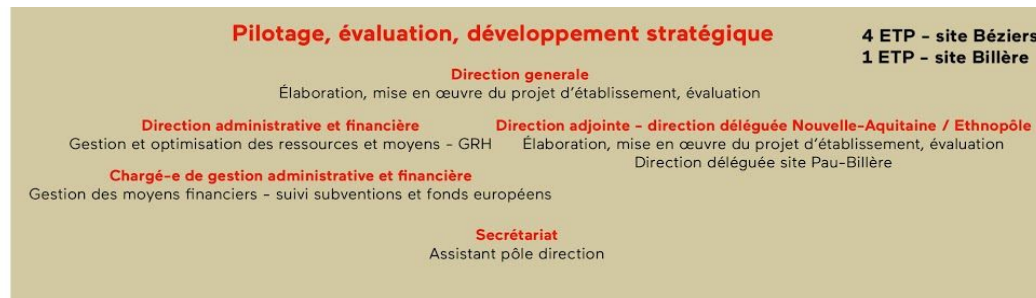 Pilotage, évaluation, développement stratégique
4 ETP - site Béziers
1 ETP - site Billère
Direction generale
Élaboration, mise en œuvre du projet d'établissement, évaluation
Direction administrative et financière
Gestion et optimisation des ressources et moyens - GRH
Direction adjointe - direction déléguée Nouvelle-Aquitaine / Ethnopôle
Élaboration, mise en œuvre du projet d'établissement, évaluation
Direction déléguée site Pau-Billère
Chargé-e de gestion administrative et financière
Gestion des moyens financiers - suivi subventions et fonds européens
Secrétariat
Assistant pôle direction